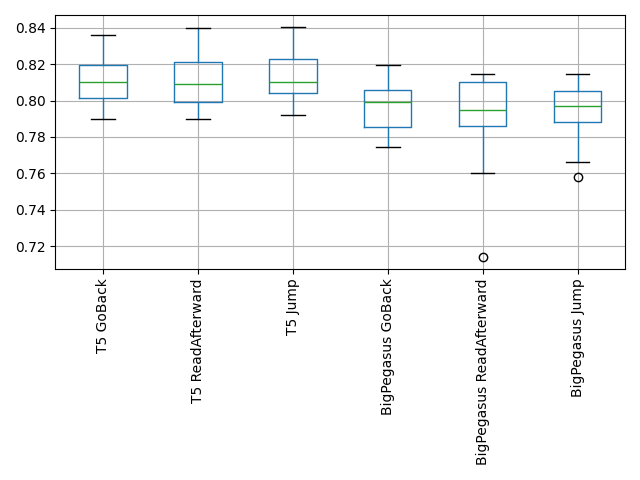 0.84
0.82
0.80
0.78
0.76
0.74
0.72
T5 GoBack
T5 ReadAfterward
T5 Jump
BigPegasus GoBack
BigPegasus ReadAfterward
BigPegasus Jump